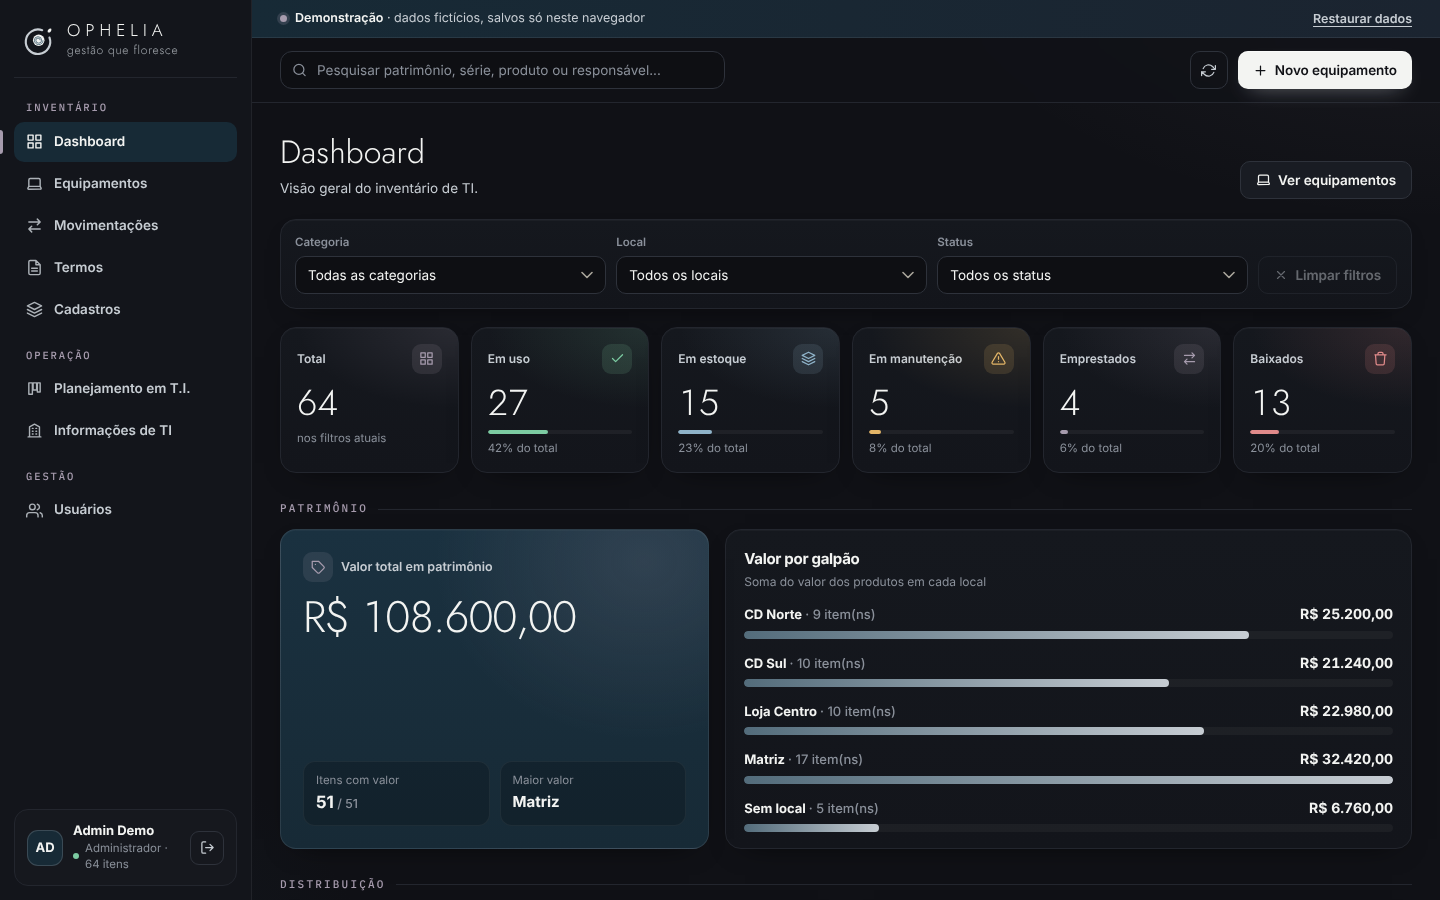 OPHELIA
gestão que floresce
INVENTÁRIO
Dashboard
Equipamentos
Movimentações
Termos
Cadastros
OPERAÇÃO
Planejamento em T.I.
Informações de TI
GESTÃO
Usuários
AD
Admin Demo
Administrador ·
64 itens
Demonstração · dados fictícios, salvos só neste navegador
Restaurar dados
Pesquisar patrimônio, série, produto ou responsável...
Novo equipamento
Dashboard
Visão geral do inventário de TI.
Ver equipamentos
Categoria
Local
Status
Todas as categorias
Todos os locais
Todos os status
Limpar filtros
Total
64
nos filtros atuais
Em uso
27
42% do total
Em estoque
15
23% do total
Em manutenção
5
8% do total
Emprestados
4
6% do total
Baixados
13
20% do total
PATRIMÔNIO
Valor total em patrimônio
R$ 108.600,00
Itens com valor
51 / 51
Maior valor
Matriz
Valor por galpão
Soma do valor dos produtos em cada local
CD Norte · 9 item(ns) R$ 25.200,00
CD Sul · 10 item(ns) R$ 21.240,00
Loja Centro · 10 item(ns) R$ 22.980,00
Matriz · 17 item(ns) R$ 32.420,00
Sem local · 5 item(ns) R$ 6.760,00
DISTRIBUIÇÃO